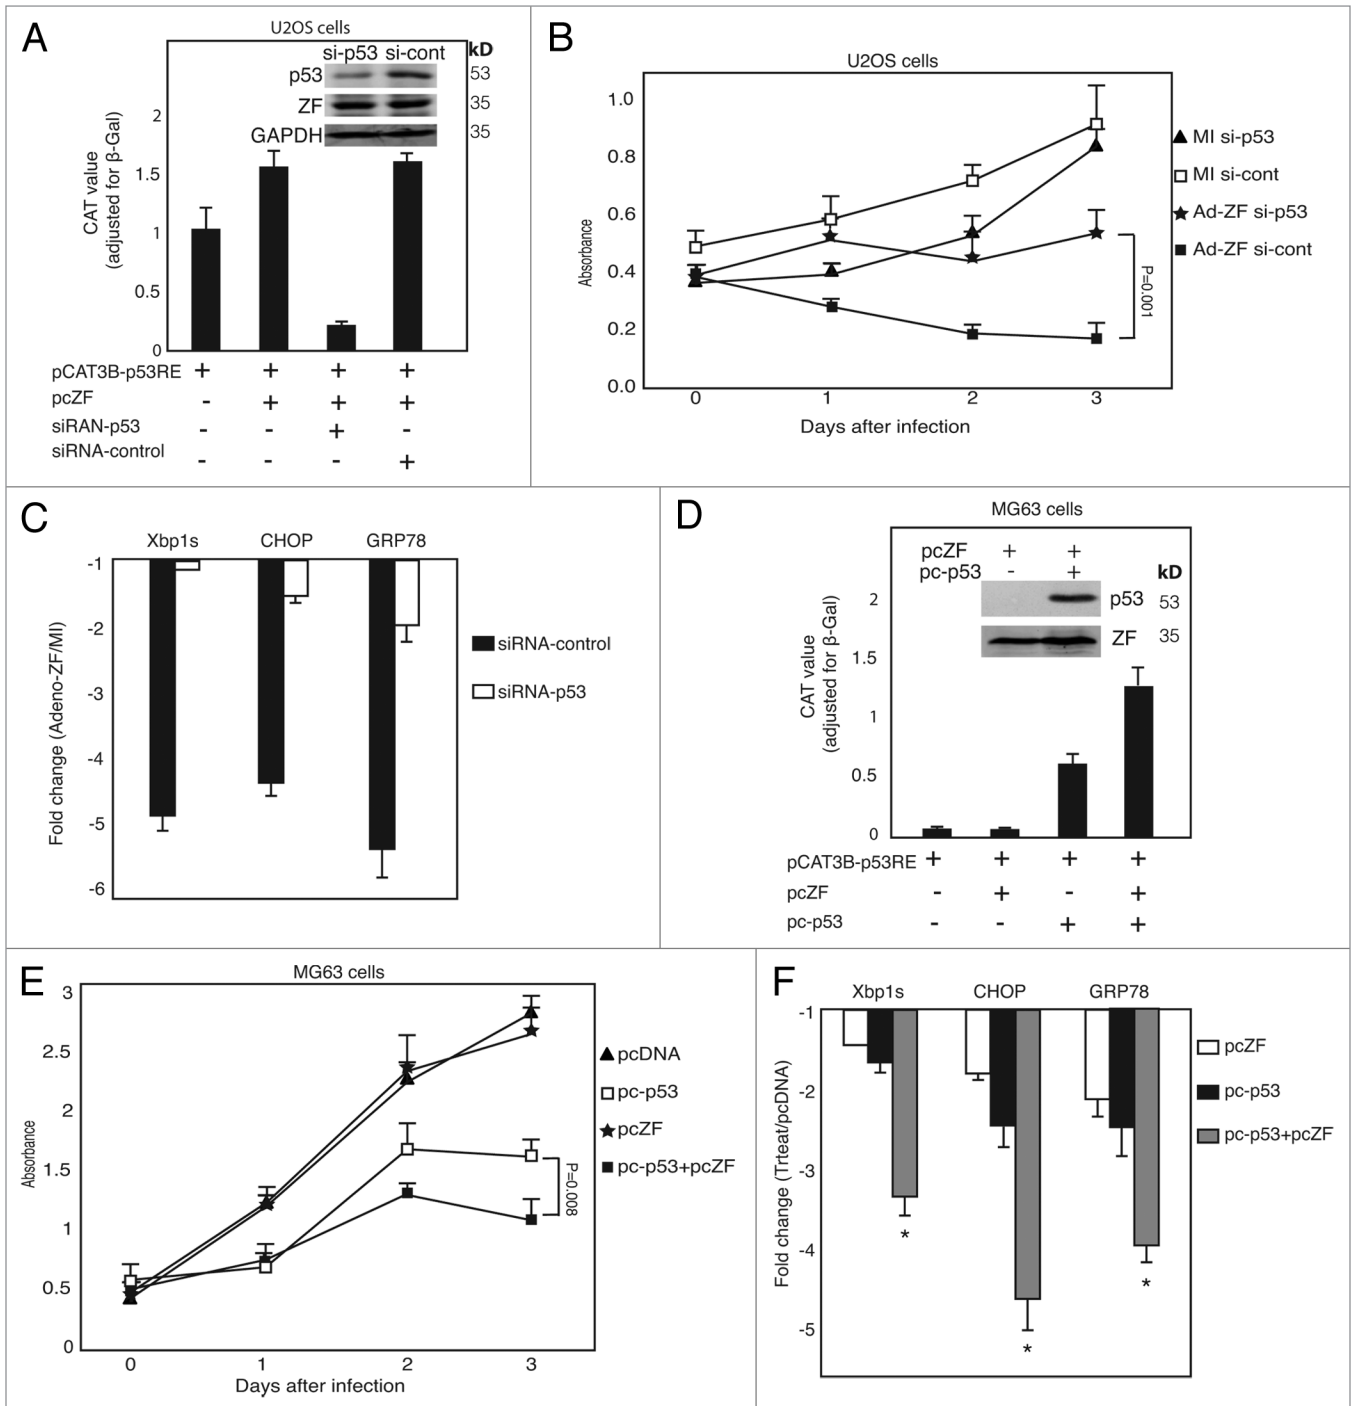 A
U2OS cells
si-p53 si-cont kD
p53 53
ZF 35
GAPDH 35
CAT value
(adjusted for β-Gal)
2
1.5
1
0.5
0
pCAT3B-p53RE + + + +
pcZF - + + +
siRAN-p53 - - + -
siRNA-control - - - +
B
U2OS cells
Absorbance
1.0
0.8
0.6
0.4
0.2
0.0
0 1 2 3
Days after infection
P=0.001
MI si-p53
MI si-cont
Ad-ZF si-p53
Ad-ZF si-cont
C
Xbp1s CHOP GRP78
Fold change (Adeno-ZF/MI)
-1
-2
-3
-4
-5
-6
siRNA-control
siRNA-p53
D
MG63 cells
pcZF + +
pc-p53 - + kD
p53 53
ZF 35
CAT value
(adjusted for β-Gal)
2
1.5
1
0.5
0
pCAT3B-p53RE + + + +
pcZF - + - +
pc-p53 - - + +
E
MG63 cells
Absorbance
3
2.5
2
1.5
1
0.5
0
0 1 2 3
Days after infection
P=0.008
pcDNA
pc-p53
pcZF
pc-p53+pcZF
F
Xbp1s CHOP GRP78
Fold change (Trteat/pcDNA)
-1
-2
-3
-4
-5
* * *
pcZF
pc-p53
pc-p53+pcZF